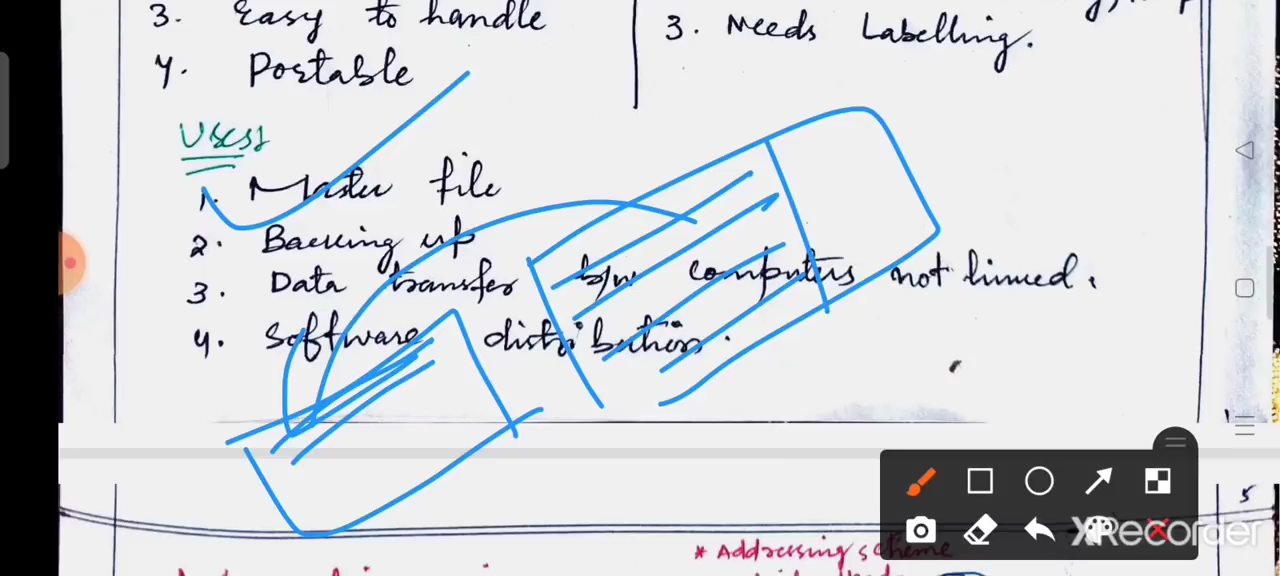 3. Easy to handle
3. Needs Labelling.
4. Portable
Uses
1. Master file
2. Backing up
3. Data transfer b/w computers not linked.
4. Software distribution.
5
* Addressing scheme
XRecorder